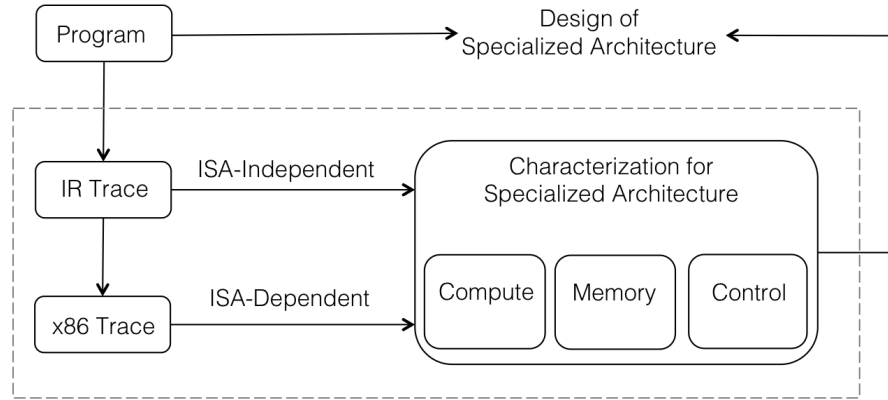 Program
Design of
Specialized Architecture
IR Trace
ISA-Independent
Characterization for
Specialized Architecture
x86 Trace
ISA-Dependent
Compute
Memory
Control